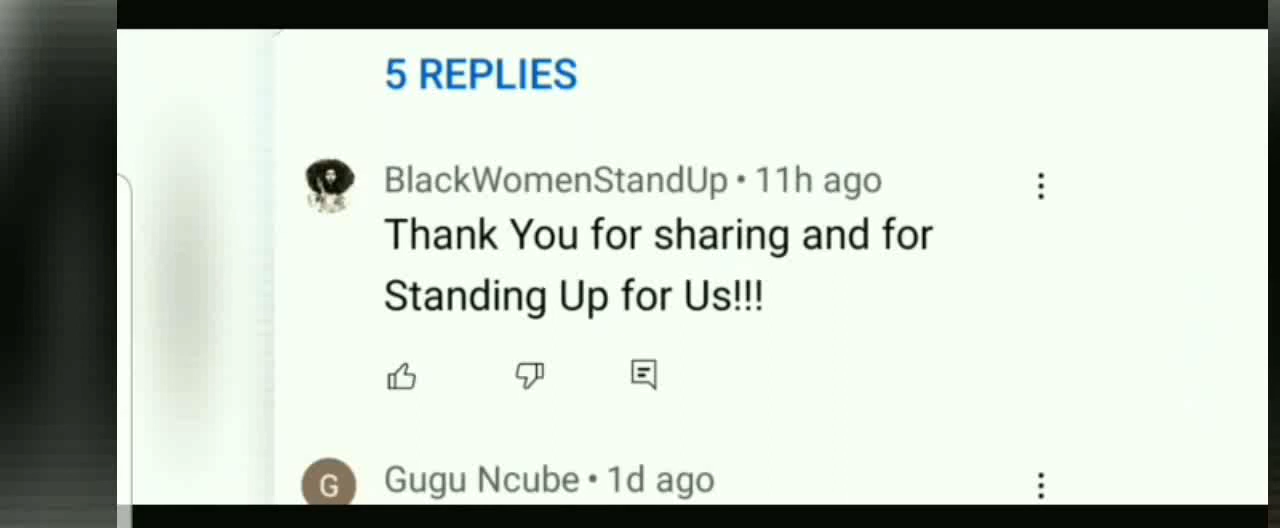 5 REPLIES
BlackWomenStandUp • 11h ago
Thank You for sharing and for
Standing Up for Us!!!
G
Gugu Ncube • 1d ago